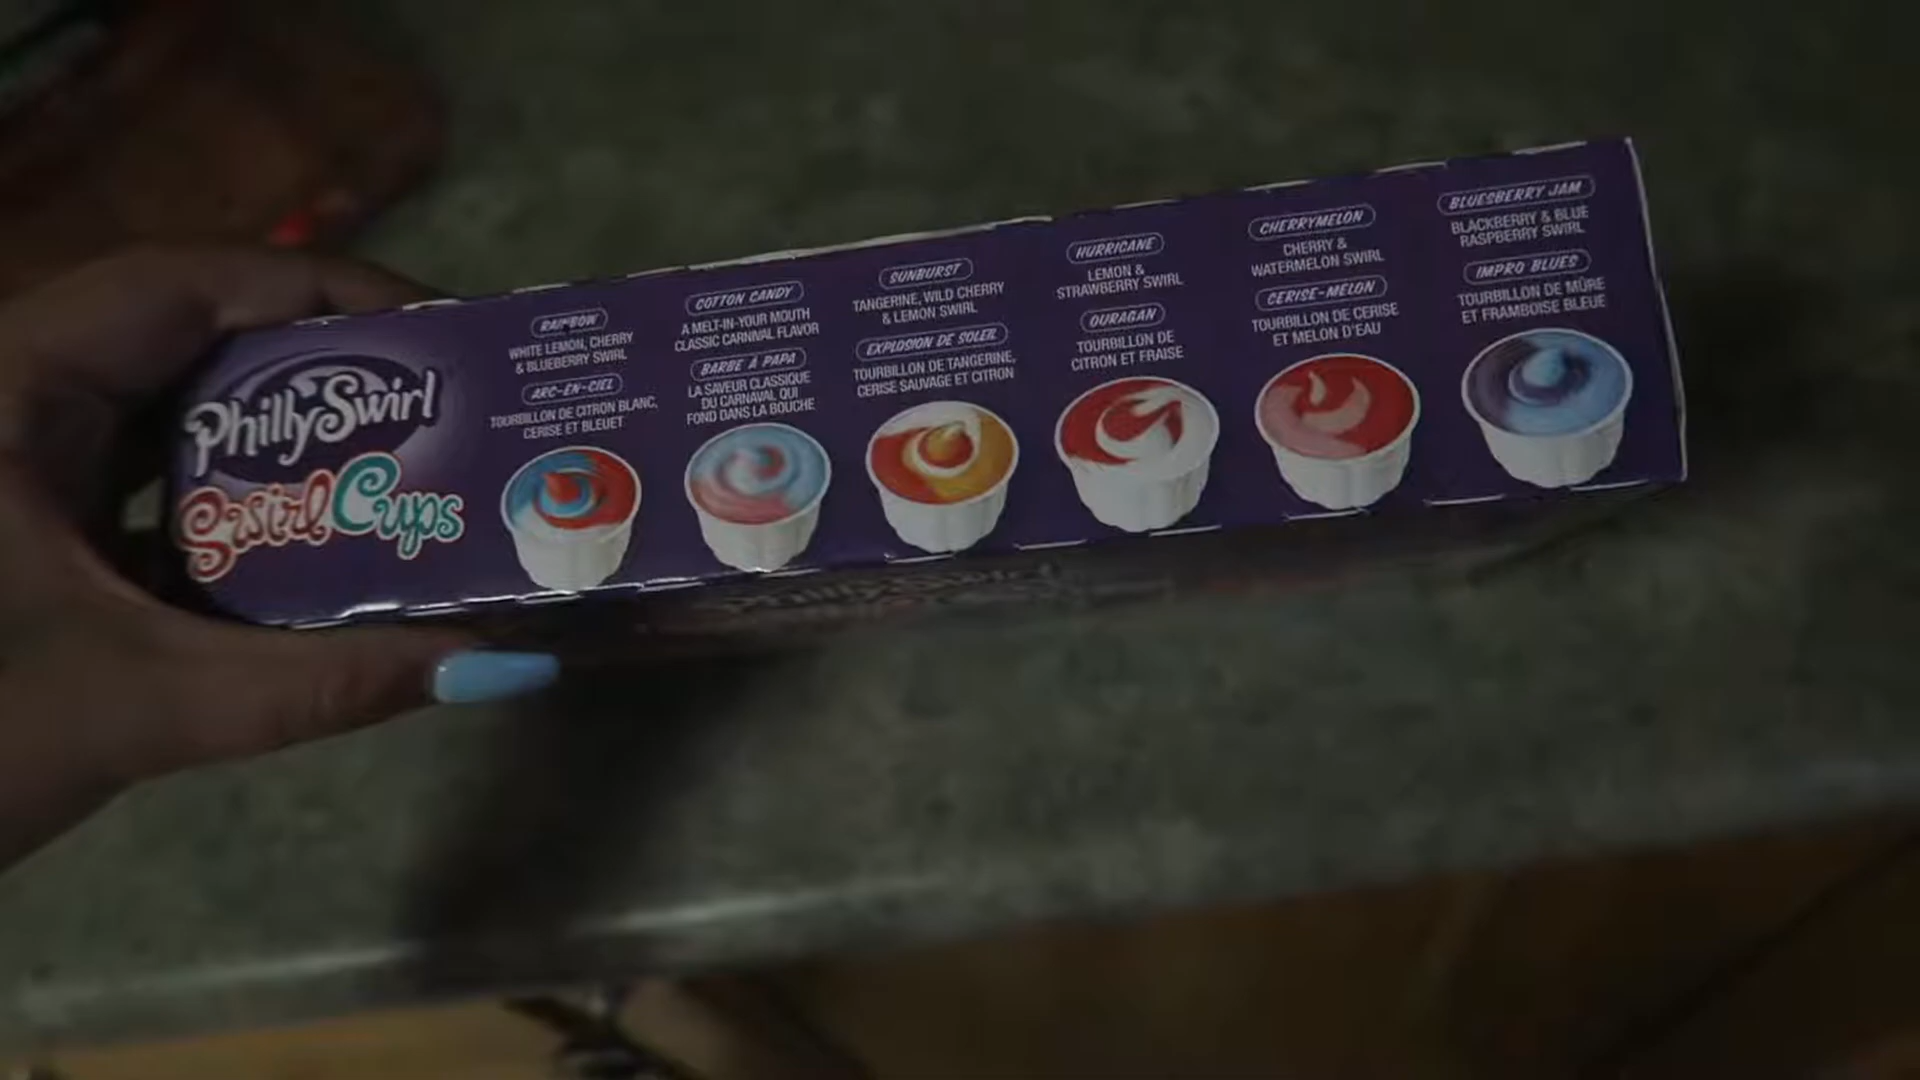 PhillySwirl
Swirl Cups
RAINBOW
WHITE LEMON, CHERRY
& BLUEBERRY SWIRL
ARC-EN-CIEL
TOURBILLON DE CITRON BLANC,
CERISE ET BLEUET
COTTON CANDY
A MELT-IN-YOUR MOUTH
CLASSIC CARNIVAL FLAVOR
BARBE À PAPA
LA SAVEUR CLASSIQUE
DU CARNAVAL QUI
FOND DANS LA BOUCHE
SUNBURST
TANGERINE, WILD CHERRY
& LEMON SWIRL
EXPLOSION DE SOLEIL
TOURBILLON DE TANGERINE,
CERISE SAUVAGE ET CITRON
HURRICANE
LEMON &
STRAWBERRY SWIRL
OURAGAN
TOURBILLON DE
CITRON ET FRAISE
CHERRYMELON
CHERRY &
WATERMELON SWIRL
CERISE-MELON
TOURBILLON DE CERISE
ET MELON D'EAU
BLUESBERRY JAM
BLACKBERRY & BLUE
RASPBERRY SWIRL
IMPRO BLUES
TOURBILLON DE MÛRE
ET FRAMBOISE BLEUE
PhillySwirl